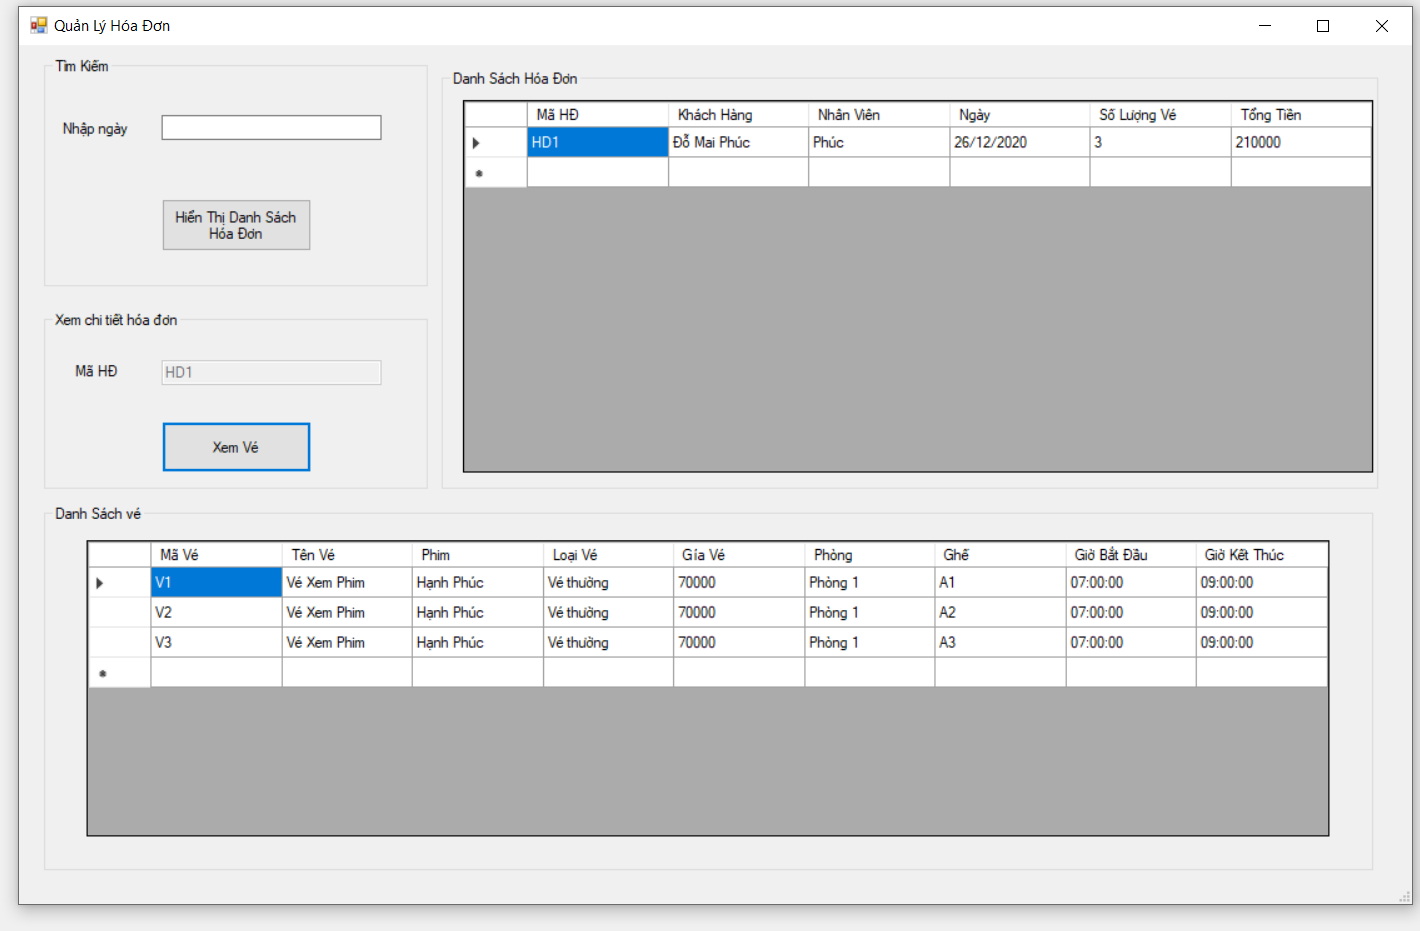 Quản Lý Hóa Đơn
Tìm Kiếm
Nhập ngày
Hiển Thị Danh Sách
Hóa Đơn
Xem chi tiết hóa đơn
Mã HĐ HD1
Xem Vé
Danh Sách Hóa Đơn
Mã HĐ Khách Hàng Nhân Viên Ngày Số Lượng Vé Tổng Tiền
HD1 Đỗ Mai Phúc Phúc 26/12/2020 3 210000
Danh Sách vé
Mã Vé Tên Vé Phim Loại Vé Gía Vé Phòng Ghế Giờ Bắt Đầu Giờ Kết Thúc
V1 Vé Xem Phim Hạnh Phúc Vé thường 70000 Phòng 1 A1 07:00:00 09:00:00
V2 Vé Xem Phim Hạnh Phúc Vé thường 70000 Phòng 1 A2 07:00:00 09:00:00
V3 Vé Xem Phim Hạnh Phúc Vé thường 70000 Phòng 1 A3 07:00:00 09:00:00